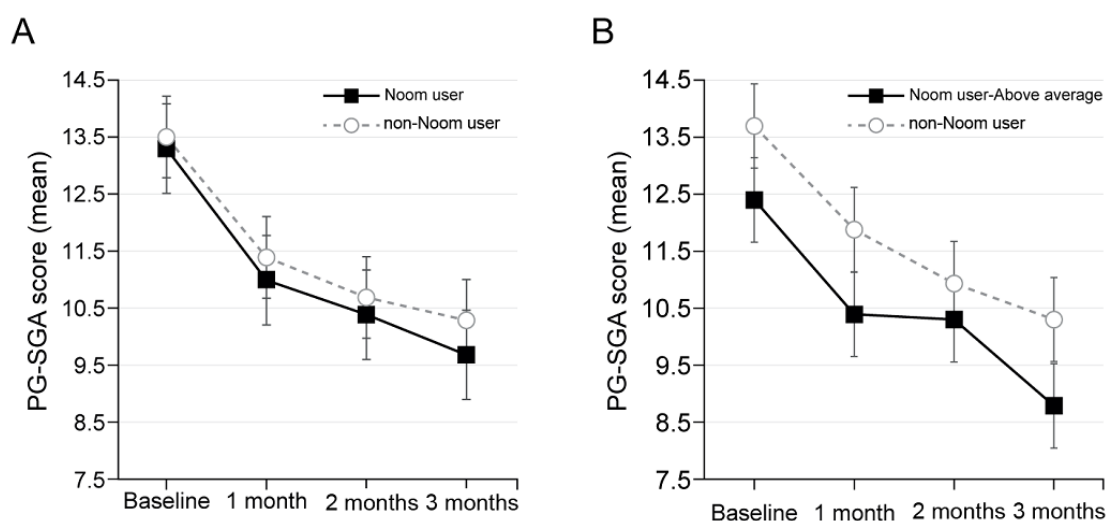 A
PG-SGA score (mean)
14.5
13.5
12.5
11.5
10.5
9.5
8.5
7.5
Noom user
non-Noom user
Baseline 1 month 2 months 3 months
B
PG-SGA score (mean)
14.5
13.5
12.5
11.5
10.5
9.5
8.5
7.5
Noom user-Above average
non-Noom user
Baseline 1 month 2 months 3 months